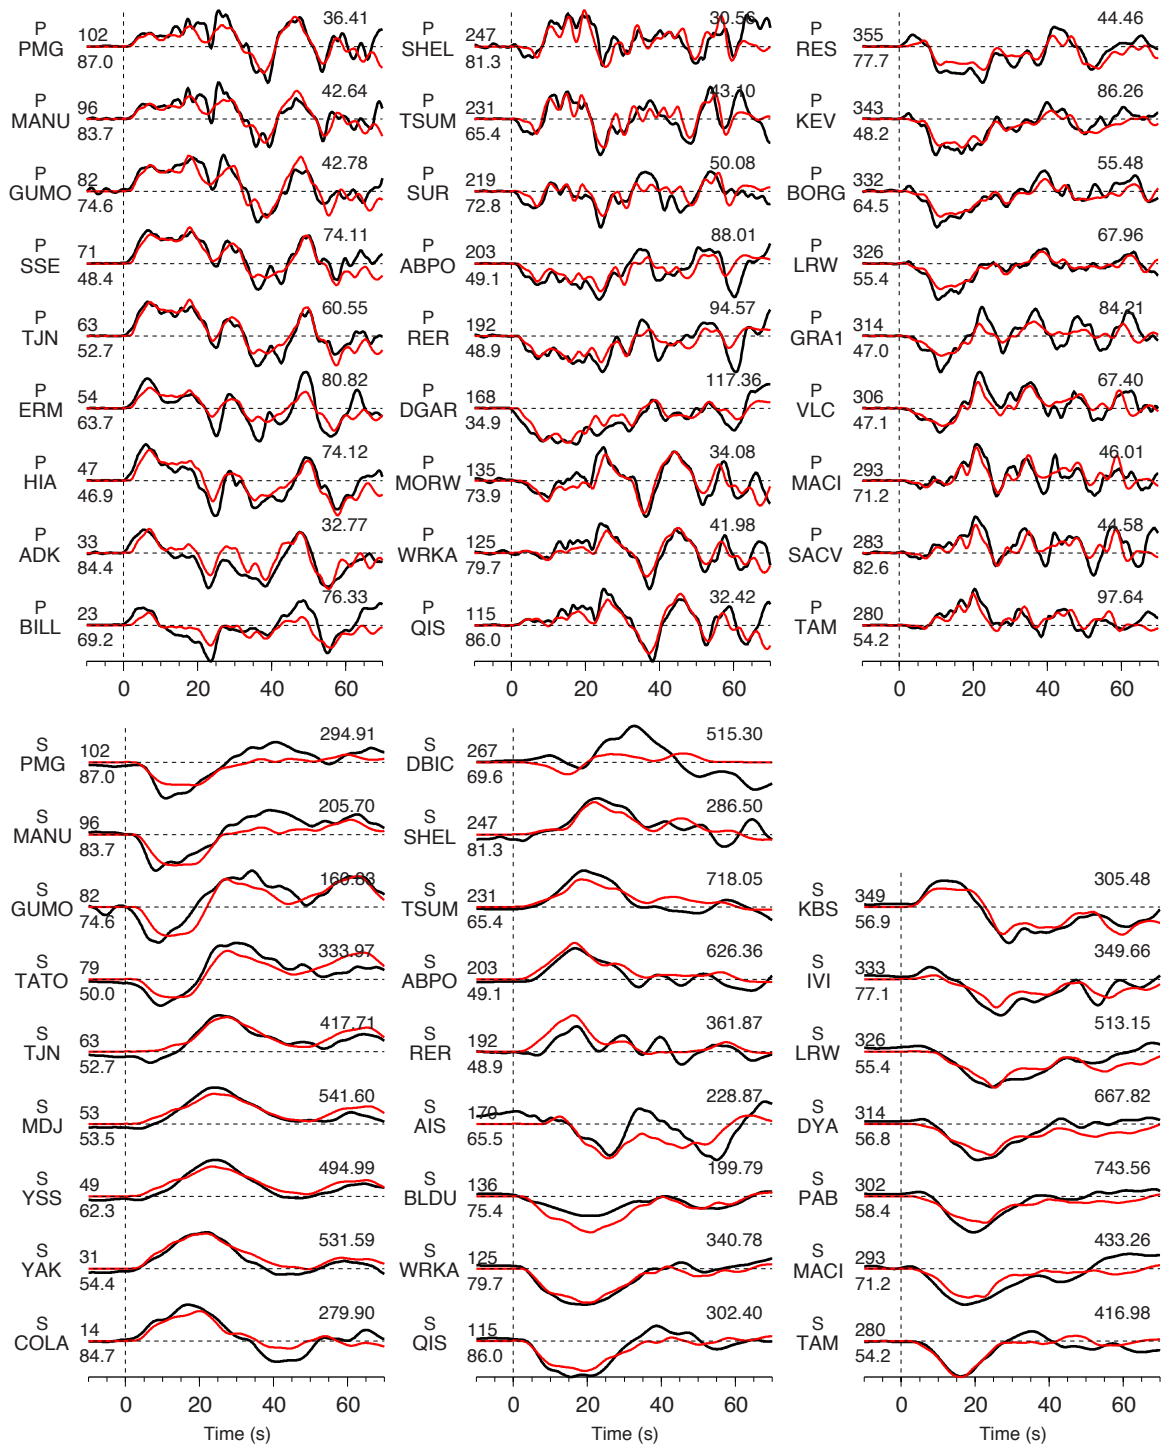 P
PMG
102
87.0
36.41
P
MANU
96
83.7
42.64
P
GUMO
82
74.6
42.78
P
SSE
71
48.4
74.11
P
TJN
63
52.7
60.55
P
ERM
54
63.7
80.82
P
HIA
47
46.9
74.12
P
ADK
33
84.4
32.77
P
BILL
23
69.2
76.33
0 20 40 60
P
SHEL
247
81.3
30.56
P
TSUM
231
65.4
43.10
P
SUR
219
72.8
50.08
P
ABPO
203
49.1
88.01
P
RER
192
48.9
94.57
P
DGAR
168
34.9
117.36
P
MORW
135
73.9
34.08
P
WRKA
125
79.7
41.98
P
QIS
115
86.0
32.42
0 20 40 60
P
RES
355
77.7
44.46
P
KEV
343
48.2
86.26
P
BORG
332
64.5
55.48
P
LRW
326
55.4
67.96
P
GRA1
314
47.0
84.21
P
VLC
306
47.1
67.40
P
MACI
293
71.2
46.01
P
SACV
283
82.6
44.58
P
TAM
280
54.2
97.64
0 20 40 60
S
PMG
102
87.0
294.91
S
MANU
96
83.7
205.70
S
GUMO
82
74.6
160.83
S
TATO
79
50.0
333.97
S
TJN
63
52.7
417.71
S
MDJ
53
53.5
541.60
S
YSS
49
62.3
494.99
S
YAK
31
54.4
531.59
S
COLA
14
84.7
279.90
0 20 40 60
Time (s)
S
DBIC
267
69.6
515.30
S
SHEL
247
81.3
286.50
S
TSUM
231
65.4
718.05
S
ABPO
203
49.1
626.36
S
RER
192
48.9
361.87
S
AIS
170
65.5
228.87
S
BLDU
136
75.4
199.79
S
WRKA
125
79.7
340.78
S
QIS
115
86.0
302.40
0 20 40 60
Time (s)
S
KBS
349
56.9
305.48
S
IVI
333
77.1
349.66
S
LRW
326
55.4
513.15
S
DYA
314
56.8
667.82
S
PAB
302
58.4
743.56
S
MACI
293
71.2
433.26
S
TAM
280
54.2
416.98
0 20 40 60
Time (s)